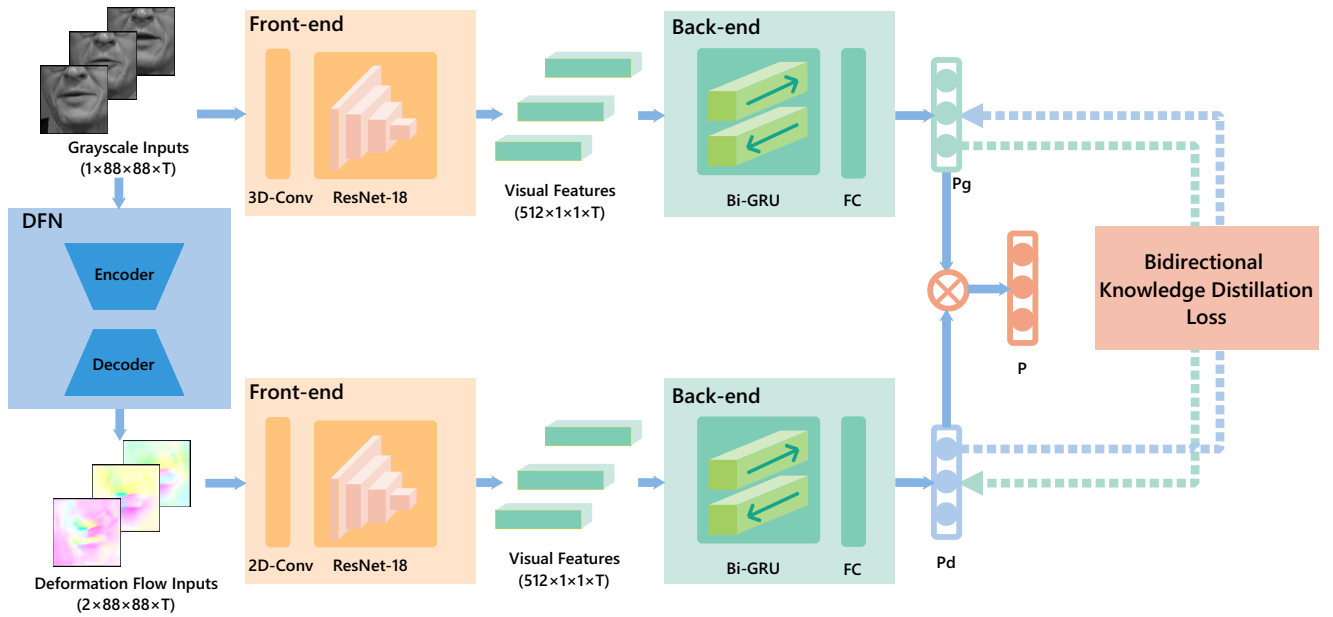 Grayscale Inputs
(1×88×88×T)
DFN
Encoder
Decoder
Deformation Flow Inputs
(2×88×88×T)
Front-end
3D-Conv
ResNet-18
Visual Features
(512×1×1×T)
Back-end
Bi-GRU
FC
Pg
P
Bidirectional
Knowledge Distillation
Loss
Front-end
2D-Conv
ResNet-18
Visual Features
(512×1×1×T)
Back-end
Bi-GRU
FC
Pd